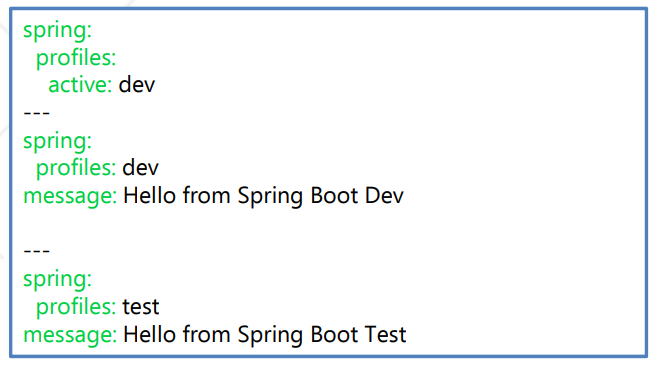 spring:
  profiles:
    active: dev
---
spring:
  profiles: dev
message: Hello from Spring Boot Dev

---
spring:
  profiles: test
message: Hello from Spring Boot Test